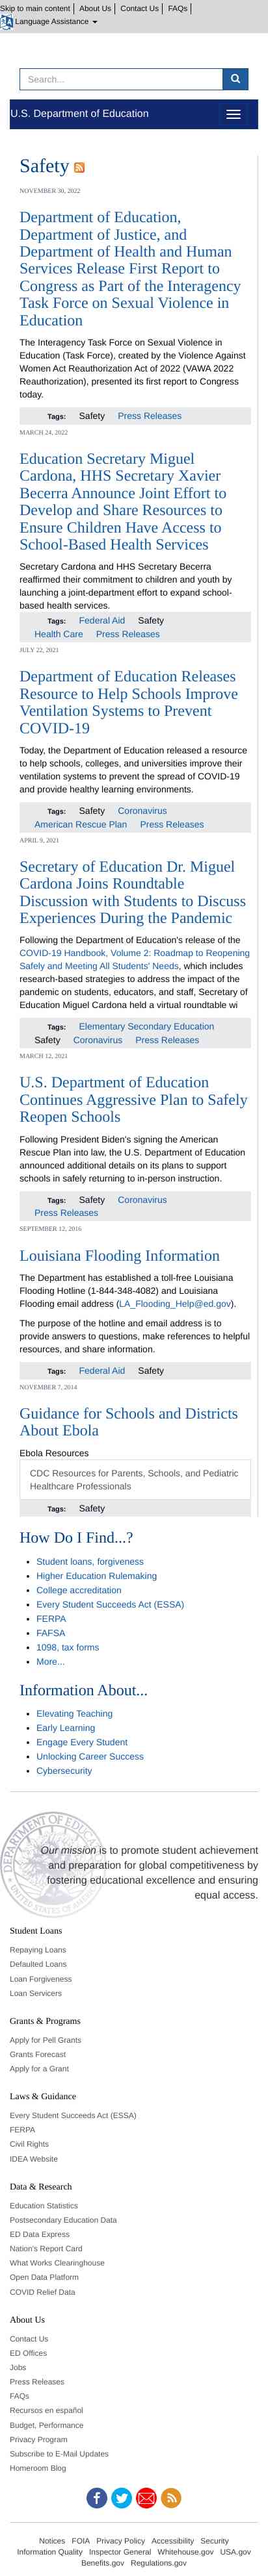 Skip to main content | About Us | Contact Us | FAQs |
Language Assistance
Search...
U.S. Department of Education
Safety
NOVEMBER 30, 2022
Department of Education,
Department of Justice, and
Department of Health and Human
Services Release First Report to
Congress as Part of the Interagency
Task Force on Sexual Violence in
Education
The Interagency Task Force on Sexual Violence in
Education (Task Force), created by the Violence Against
Women Act Reauthorization Act of 2022 (VAWA 2022
Reauthorization), presented its first report to Congress
today.
Tags: Safety Press Releases
MARCH 24, 2022
Education Secretary Miguel
Cardona, HHS Secretary Xavier
Becerra Announce Joint Effort to
Develop and Share Resources to
Ensure Children Have Access to
School-Based Health Services
Secretary Cardona and HHS Secretary Becerra
reaffirmed their commitment to children and youth by
launching a joint-department effort to expand school-
based health services.
Tags: Federal Aid Safety
Health Care Press Releases
JULY 22, 2021
Department of Education Releases
Resource to Help Schools Improve
Ventilation Systems to Prevent
COVID-19
Today, the Department of Education released a resource
to help schools, colleges, and universities improve their
ventilation systems to prevent the spread of COVID-19
and provide healthy learning environments.
Tags: Safety Coronavirus
American Rescue Plan Press Releases
APRIL 9, 2021
Secretary of Education Dr. Miguel
Cardona Joins Roundtable
Discussion with Students to Discuss
Experiences During the Pandemic
Following the Department of Education's release of the
COVID-19 Handbook, Volume 2: Roadmap to Reopening
Safely and Meeting All Students' Needs, which includes
research-based strategies to address the impact of the
pandemic on students, educators, and staff, Secretary of
Education Miguel Cardona held a virtual roundtable wi
Tags: Elementary Secondary Education
Safety Coronavirus Press Releases
MARCH 12, 2021
U.S. Department of Education
Continues Aggressive Plan to Safely
Reopen Schools
Following President Biden's signing the American
Rescue Plan into law, the U.S. Department of Education
announced additional details on its plans to support
schools in safely returning to in-person instruction.
Tags: Safety Coronavirus
Press Releases
SEPTEMBER 12, 2016
Louisiana Flooding Information
The Department has established a toll-free Louisiana
Flooding Hotline (1-844-348-4082) and Louisiana
Flooding email address (LA_Flooding_Help@ed.gov).
The purpose of the hotline and email address is to
provide answers to questions, make references to helpful
resources, and share information.
Tags: Federal Aid Safety
NOVEMBER 7, 2014
Guidance for Schools and Districts
About Ebola
Ebola Resources
CDC Resources for Parents, Schools, and Pediatric
Healthcare Professionals
Tags: Safety
How Do I Find...?
• Student loans, forgiveness
• Higher Education Rulemaking
• College accreditation
• Every Student Succeeds Act (ESSA)
• FERPA
• FAFSA
• 1098, tax forms
• More...
Information About...
• Elevating Teaching
• Early Learning
• Engage Every Student
• Unlocking Career Success
• Cybersecurity
Our mission is to promote student achievement
and preparation for global competitiveness by
fostering educational excellence and ensuring
equal access.
Student Loans
Repaying Loans
Defaulted Loans
Loan Forgiveness
Loan Servicers
Grants & Programs
Apply for Pell Grants
Grants Forecast
Apply for a Grant
Laws & Guidance
Every Student Succeeds Act (ESSA)
FERPA
Civil Rights
IDEA Website
Data & Research
Education Statistics
Postsecondary Education Data
ED Data Express
Nation's Report Card
What Works Clearinghouse
Open Data Platform
COVID Relief Data
About Us
Contact Us
ED Offices
Jobs
Press Releases
FAQs
Recursos en español
Budget, Performance
Privacy Program
Subscribe to E-Mail Updates
Homeroom Blog
Notices FOIA Privacy Policy Accessibility Security
Information Quality Inspector General Whitehouse.gov USA.gov
Benefits.gov Regulations.gov